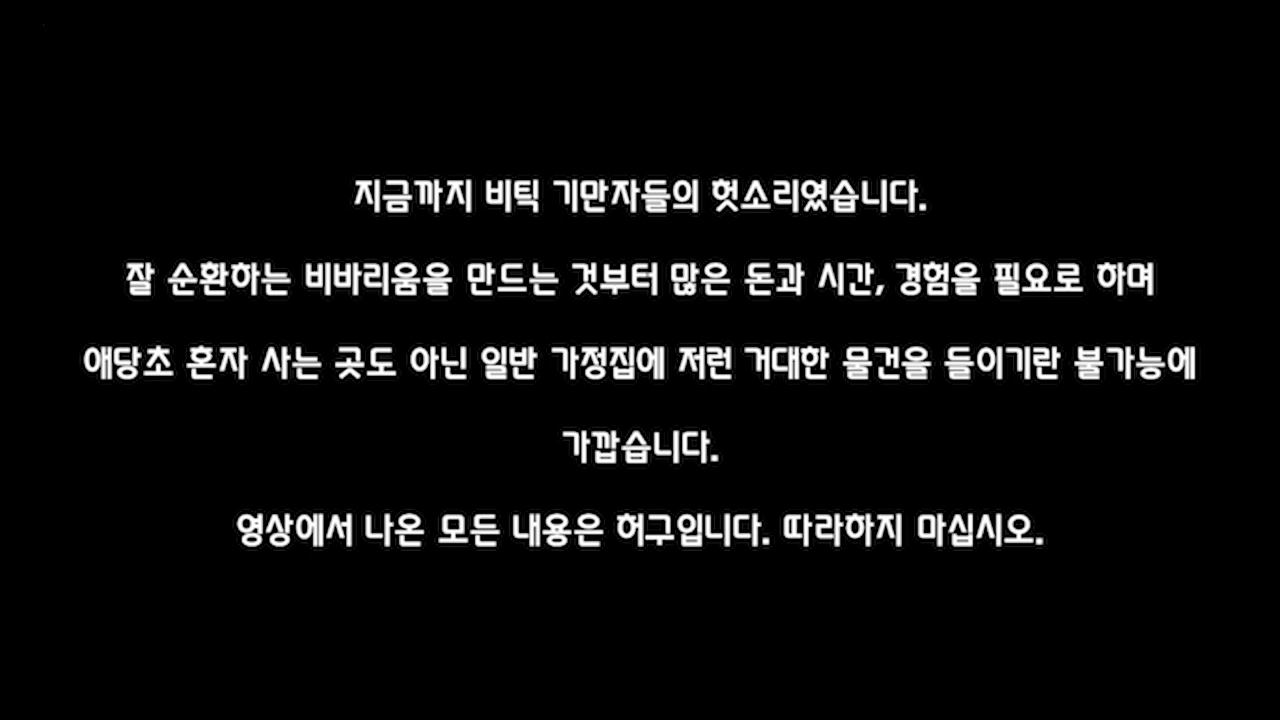 지금까지 비틱 기만자들의 헛소리였습니다.
잘 순환하는 비바리움을 만드는 것부터 많은 돈과 시간, 경험을 필요로 하며
애당초 혼자 사는 곳도 아닌 일반 가정집에 저런 거대한 물건을 들이기란 불가능에
가깝습니다.
영상에서 나온 모든 내용은 허구입니다. 따라하지 마십시오.